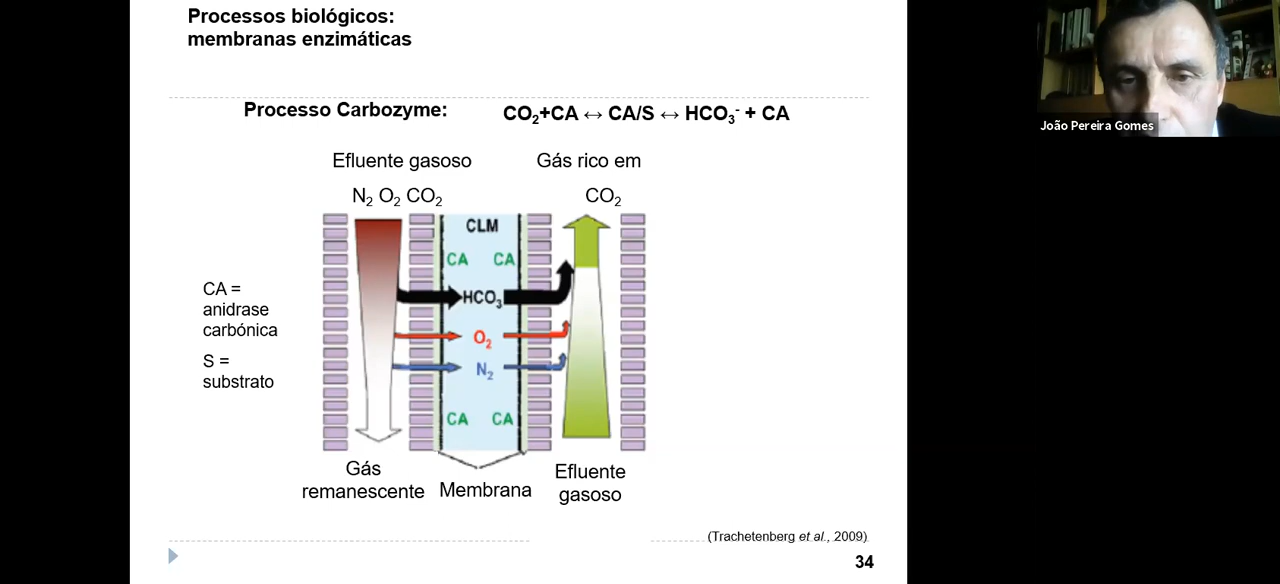 Processos biológicos:
membranas enzimáticas
João Pereira Gomes
Processo Carbozyme:
CO₂+CA ↔ CA/S ↔ HCO₃⁻ + CA
Efluente gasoso
Gás rico em
N₂ O₂ CO₂
CO₂
CLM
CA CA
CA =
anidrase
carbónica
HCO₃
O₂
S =
substrato
N₂
CA CA
Gás
remanescente
Membrana
Efluente
gasoso
(Trachetenberg et al., 2009)
34